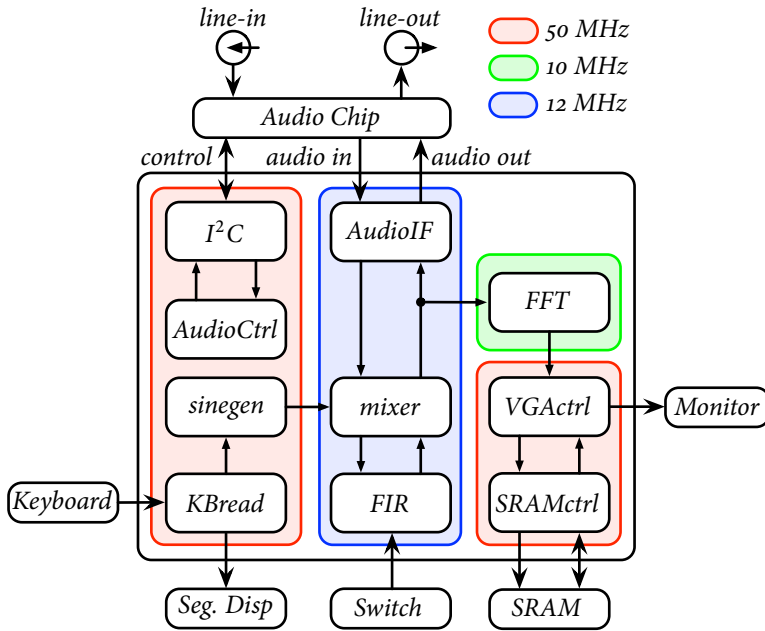 line-in
line-out
50 MHz
10 MHz
12 MHz
Audio Chip
control
audio in
audio out
I²C
AudioIF
FFT
AudioCtrl
sinegen
mixer
VGActrl
Monitor
Keyboard
KBread
FIR
SRAMctrl
Seg. Disp
Switch
SRAM